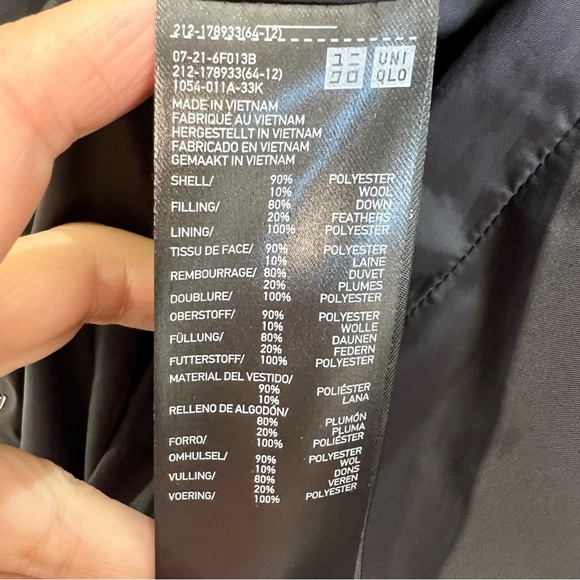 212-178933(64-12)
07-21-6F013B
212-178933(64-12)
1054-011A-33K
UNI
QLO
MADE IN VIETNAM
FABRIQUÉ AU VIETNAM
HERGESTELLT IN VIETNAM
FABRICADO EN VIETNAM
GEMAAKT IN VIETNAM
SHELL/ 90% POLYESTER
10% WOOL
FILLING/ 80% DOWN
20% FEATHERS
LINING/ 100% POLYESTER
TISSU DE FACE/ 90% POLYESTER
10% LAINE
REMBOURRAGE/ 80% DUVET
20% PLUMES
DOUBLURE/ 100% POLYESTER
OBERSTOFF/ 90% POLYESTER
10% WOLLE
FÜLLUNG/ 80% DAUNEN
20% FEDERN
FUTTERSTOFF/ 100% POLYESTER
MATERIAL DEL VESTIDO/
90% POLIÉSTER
10% LANA
RELLENO DE ALGODÓN/
80% PLUMÓN
20% PLUMA
FORRO/ 100% POLIÉSTER
OMHULSEL/ 90% POLYESTER
10% WOL
VULLING/ 80% DONS
20% VEREN
VOERING/ 100% POLYESTER